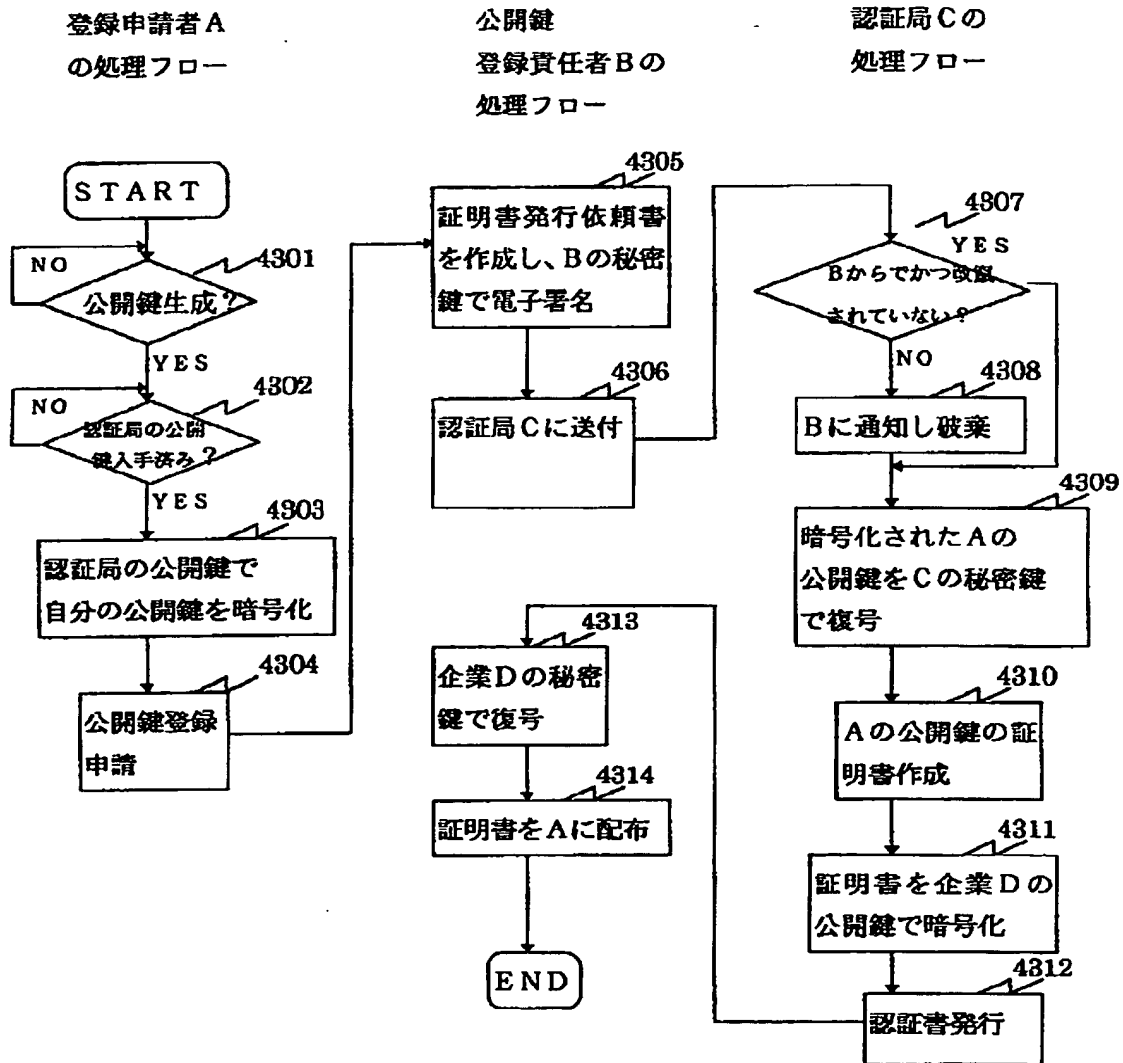 登録申請者A
の処理フロー
公開鍵
登録責任者Bの
処理フロー
認証局Cの
処理フロー
START
NO
4301
公開鍵生成?
YES
NO
4302
認証局の公開
鍵入手済み?
YES
4303
認証局の公開鍵で
自分の公開鍵を暗号化
4304
公開鍵登録
申請
4305
証明書発行依頼書
を作成し、Bの秘密
鍵で電子署名
4306
認証局Cに送付
4307
YES
Bからでかつ改竄
されていない?
NO
4308
Bに通知し破棄
4309
暗号化されたAの
公開鍵をCの秘密鍵
で復号
4310
Aの公開鍵の証
明書作成
4311
証明書を企業Dの
公開鍵で暗号化
4312
認証書発行
4313
企業Dの秘密
鍵で復号
4314
証明書をAに配布
END